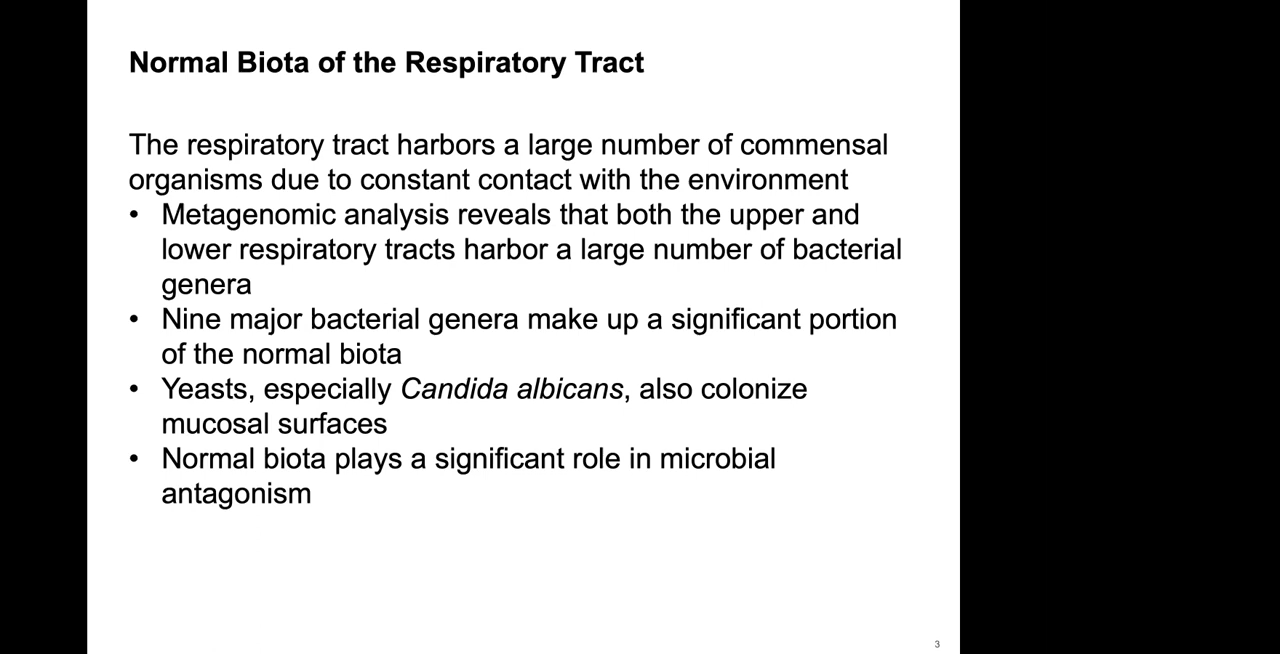 Normal Biota of the Respiratory Tract
The respiratory tract harbors a large number of commensal
organisms due to constant contact with the environment
• Metagenomic analysis reveals that both the upper and
lower respiratory tracts harbor a large number of bacterial
genera
• Nine major bacterial genera make up a significant portion
of the normal biota
• Yeasts, especially Candida albicans, also colonize
mucosal surfaces
• Normal biota plays a significant role in microbial
antagonism
3